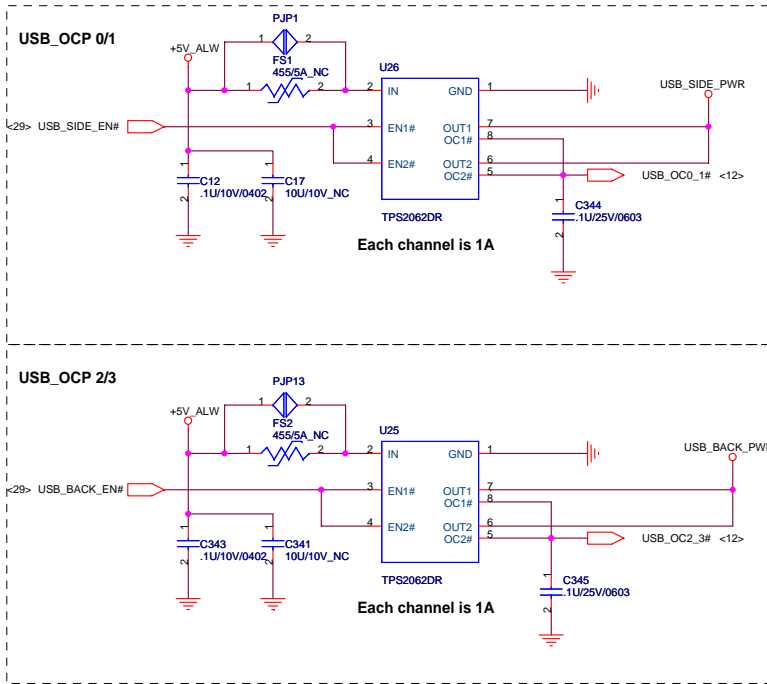 USB_OCP 0/1
+5V_ALW
PJP1
1 2
FS1
455/5A_NC
1 2
U26
2 IN GND 1
USB_SIDE_PWR
<29> USB_SIDE_EN#
3 EN1# OUT1 7
OC1# 8
4 EN2# OUT2 6
OC2# 5
USB_OC0_1# <12>
1 C12 2
.1U/10V/0402
1 C17 2
10U/10V_NC
TPS2062DR
1 C344 2
.1U/25V/0603
Each channel is 1A
USB_OCP 2/3
+5V_ALW
PJP13
1 2
FS2
455/5A_NC
1 2
U25
2 IN GND 1
USB_BACK_PW
<29> USB_BACK_EN#
3 EN1# OUT1 7
OC1# 8
4 EN2# OUT2 6
OC2# 5
USB_OC2_3# <12>
1 C343 2
.1U/10V/0402
1 C341 2
10U/10V_NC
TPS2062DR
1 C345 2
.1U/25V/0603
Each channel is 1A